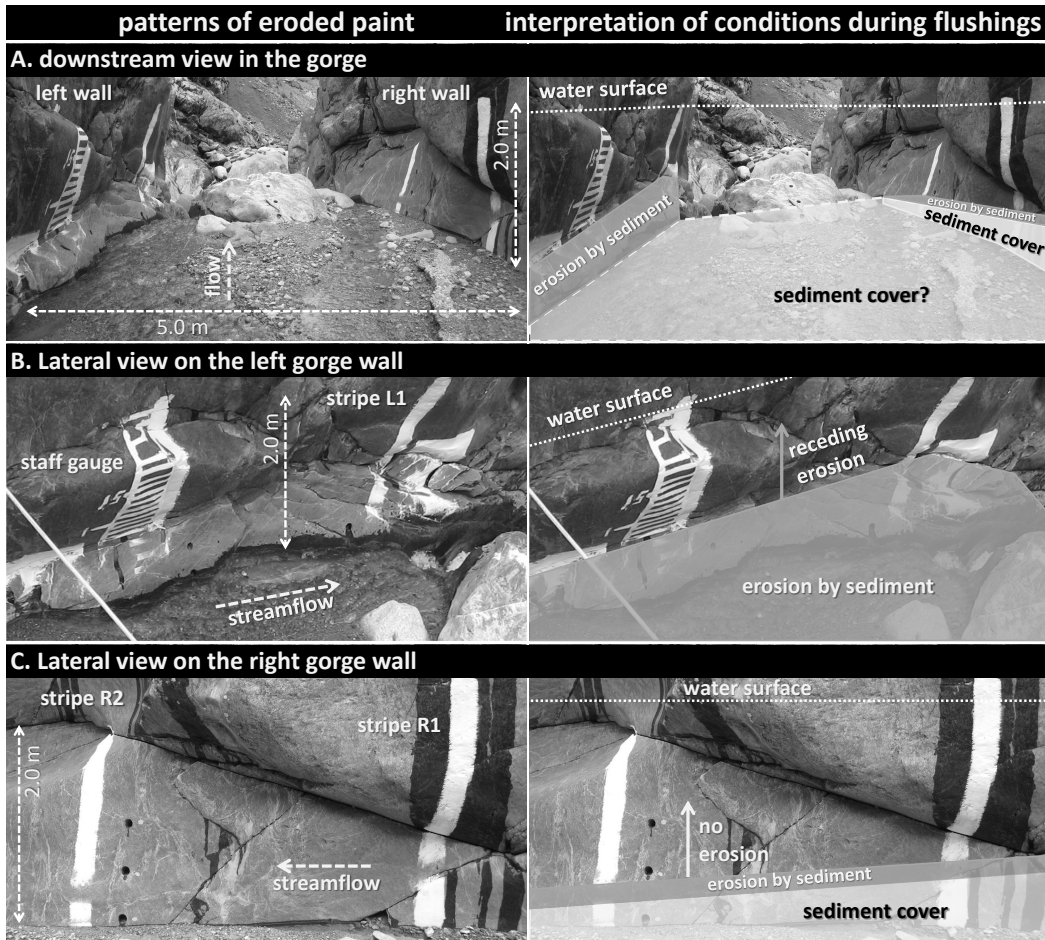 patterns of eroded paint
interpretation of conditions during flushings
A. downstream view in the gorge
left wall
right wall
2.0 m
flow
5.0 m
water surface
erosion by sediment
erosion by sediment
sediment cover
sediment cover?
B. Lateral view on the left gorge wall
stripe L1
2.0 m
staff gauge
streamflow
water surface
receding
erosion
erosion by sediment
C. Lateral view on the right gorge wall
stripe R2
stripe R1
2.0 m
streamflow
water surface
no
erosion
erosion by sediment
sediment cover